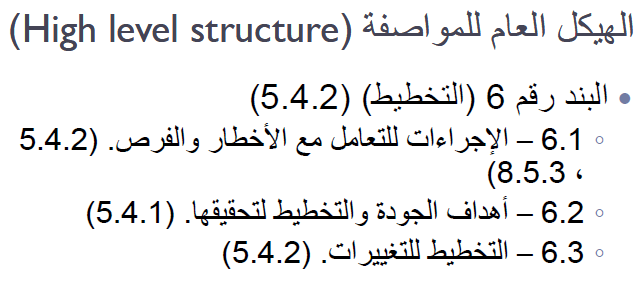 الهيكل العام للمواصفة (High level structure)
• البند رقم 6 (التخطيط) (5.4.2)
◦ 6.1 – الإجراءات للتعامل مع الأخطار والفرص. (5.4.2
، 8.5.3)
◦ 6.2 – أهداف الجودة والتخطيط لتحقيقها. (5.4.1)
◦ 6.3 – التخطيط للتغييرات. (5.4.2)